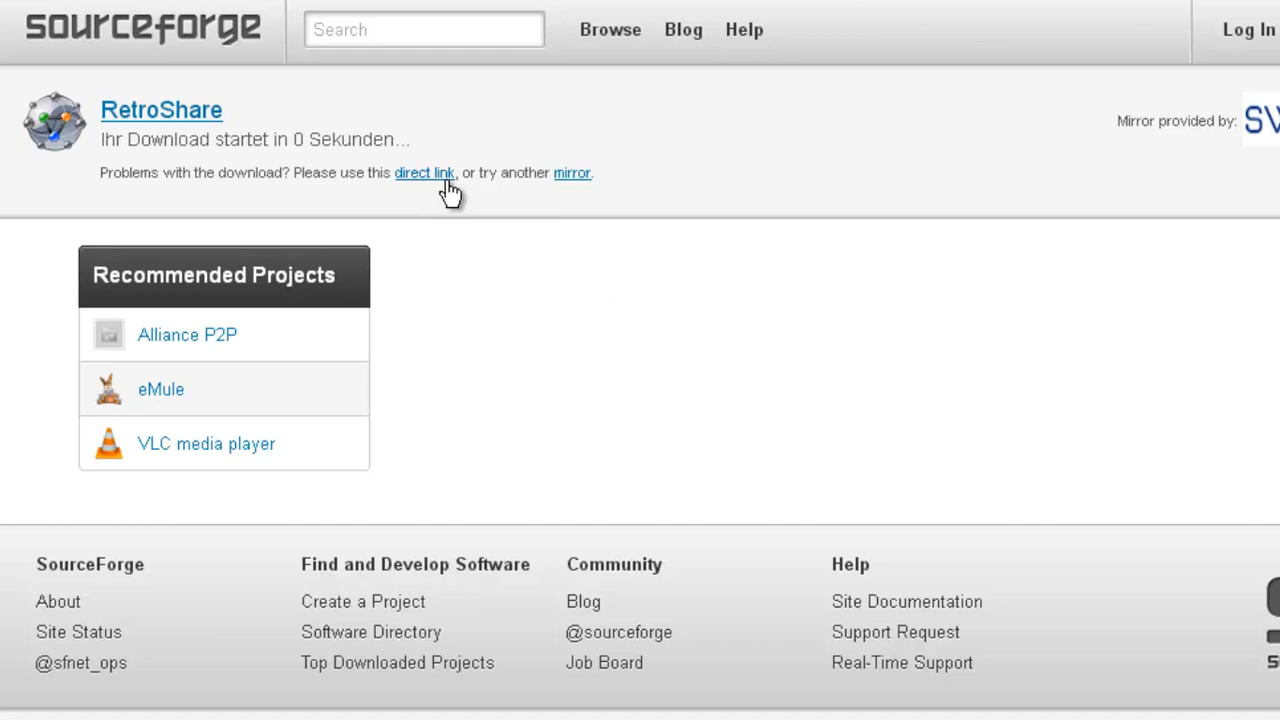 sourceforge
Search
Browse Blog Help
Log In
RetroShare
Ihr Download startet in 0 Sekunden...
Mirror provided by:
Problems with the download? Please use this direct link, or try another mirror.
Recommended Projects
Alliance P2P
eMule
VLC media player
SourceForge
About
Site Status
@sfnet_ops
Find and Develop Software
Create a Project
Software Directory
Top Downloaded Projects
Community
Blog
@sourceforge
Job Board
Help
Site Documentation
Support Request
Real-Time Support